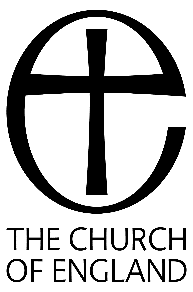 THE CHURCH
OF ENGLAND